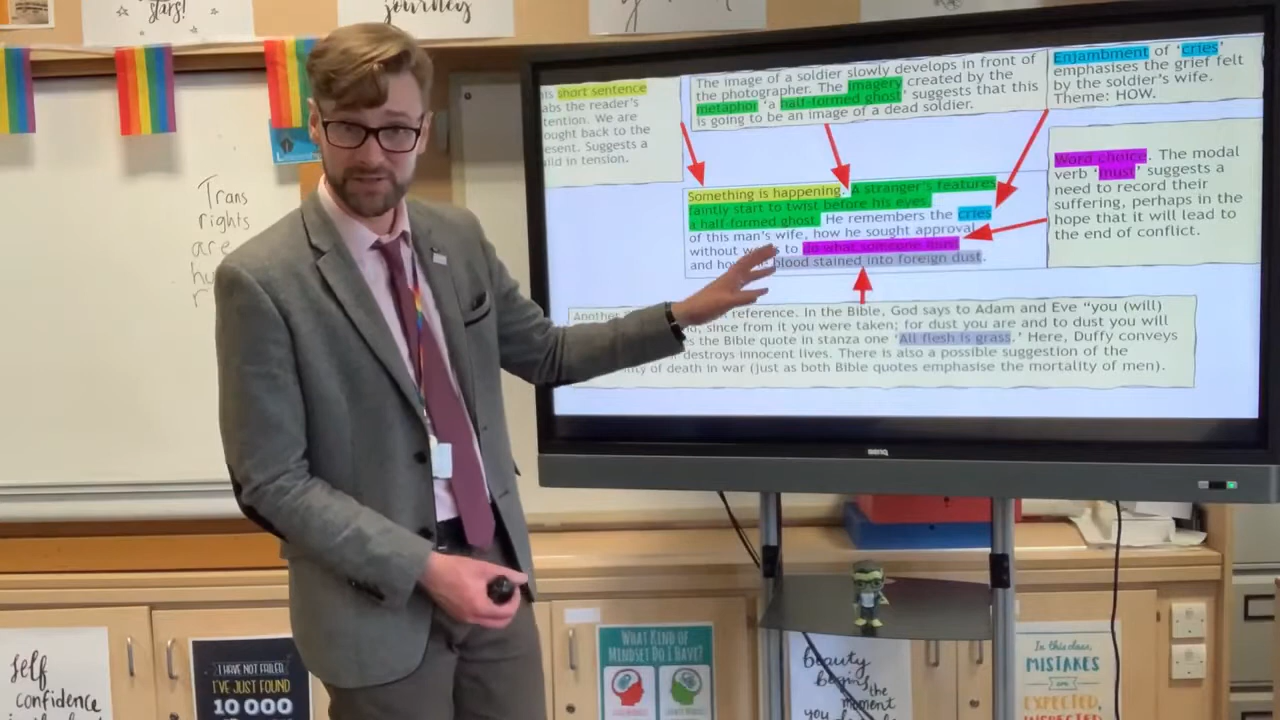 stars!
journey
Trans
rights
are
short sentence
abs the reader's
tention. We are
ought back to the
esent. Suggests a
ild in tension.
The image of a soldier slowly develops in front of
the photographer. The imagery created by the
metaphor 'a half-formed ghost' suggests that this
is going to be an image of a dead soldier.
Enjambment of 'cries'
emphasises the grief felt
by the soldier's wife.
Theme: HOW.
Something is happening. A stranger's features
faintly start to twist before his eyes,
a half-formed ghost. He remembers the cries
of this man's wife, how he sought approval
without to do what someone must
and blood stained into foreign dust.
Word choice. The modal
verb 'must' suggests a
need to record their
suffering, perhaps in the
hope that it will lead to
the end of conflict.
Another reference. In the Bible, God says to Adam and Eve "you (will)
since from it you were taken; for dust you are and to dust you will
the Bible quote in stanza one 'All flesh is grass.' Here, Duffy conveys
destroys innocent lives. There is also a possible suggestion of the
of death in war (just as both Bible quotes emphasise the mortality of men).
BenQ
self
confidence
I HAVE NOT FAILED.
I'VE JUST FOUND
10 000
WHAT KIND OF
MINDSET DO I HAVE?
beauty
begins
the
moment
you
In this class
MISTAKES
are
EXPECTED,